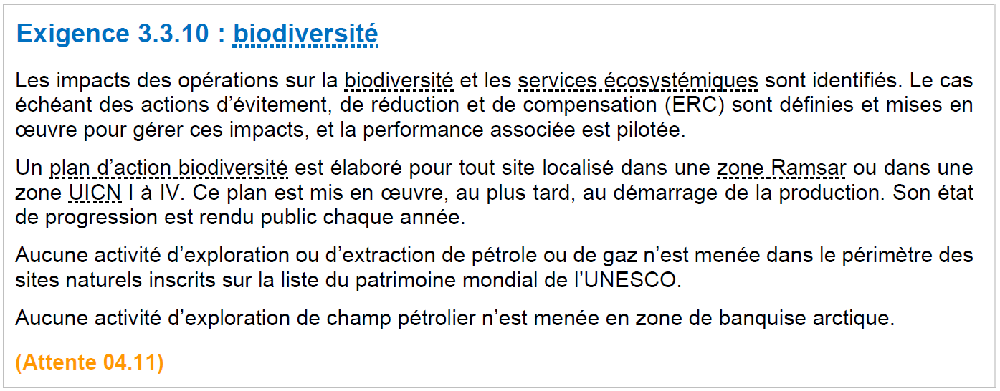 Exigence 3.3.10 : biodiversité
Les impacts des opérations sur la biodiversité et les services écosystémiques sont identifiés. Le cas
échéant des actions d’évitement, de réduction et de compensation (ERC) sont définies et mises en
œuvre pour gérer ces impacts, et la performance associée est pilotée.
Un plan d’action biodiversité est élaboré pour tout site localisé dans une zone Ramsar ou dans une
zone UICN I à IV. Ce plan est mis en œuvre, au plus tard, au démarrage de la production. Son état
de progression est rendu public chaque année.
Aucune activité d’exploration ou d’extraction de pétrole ou de gaz n’est menée dans le périmètre des
sites naturels inscrits sur la liste du patrimoine mondial de l’UNESCO.
Aucune activité d’exploration de champ pétrolier n’est menée en zone de banquise arctique.
(Attente 04.11)